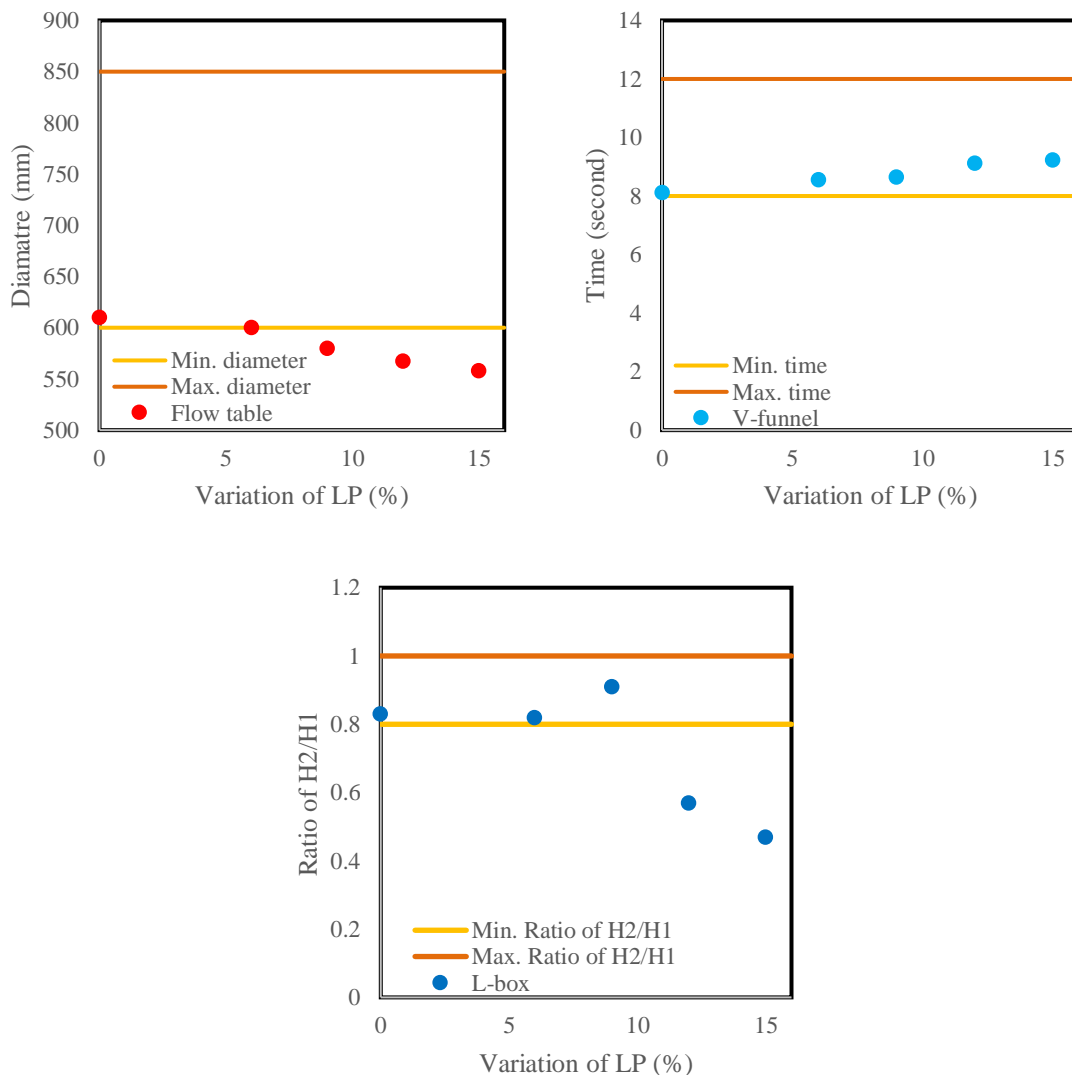 900
850
800
750
700
650
600
550
500
Diamatre (mm)
Min. diameter
Max. diameter
Flow table
0 5 10 15
Variation of LP (%)
14
12
10
8
6
4
2
0
Time (second)
Min. time
Max. time
V-funnel
0 5 10 15
Variation of LP (%)
1.2
1
0.8
0.6
0.4
0.2
0
Ratio of H2/H1
Min. Ratio of H2/H1
Max. Ratio of H2/H1
L-box
0 5 10 15
Variation of LP (%)